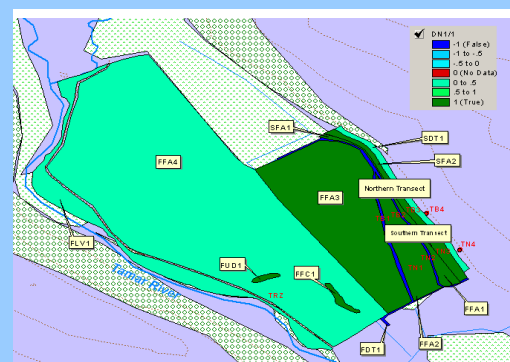 DN1/1
-1 (False)
-1 to -.5
-.5 to 0
0 (No Data)
0 to .5
.5 to 1
1 (True)
SFA1
SDT1
SFA2
FFA4
Northern Transect
FFA3
TB4
Southern Transect
FLV1
TN4
FUD1
FFC1
Tamar River
TRZ
FFA1
FFA2
FDT1